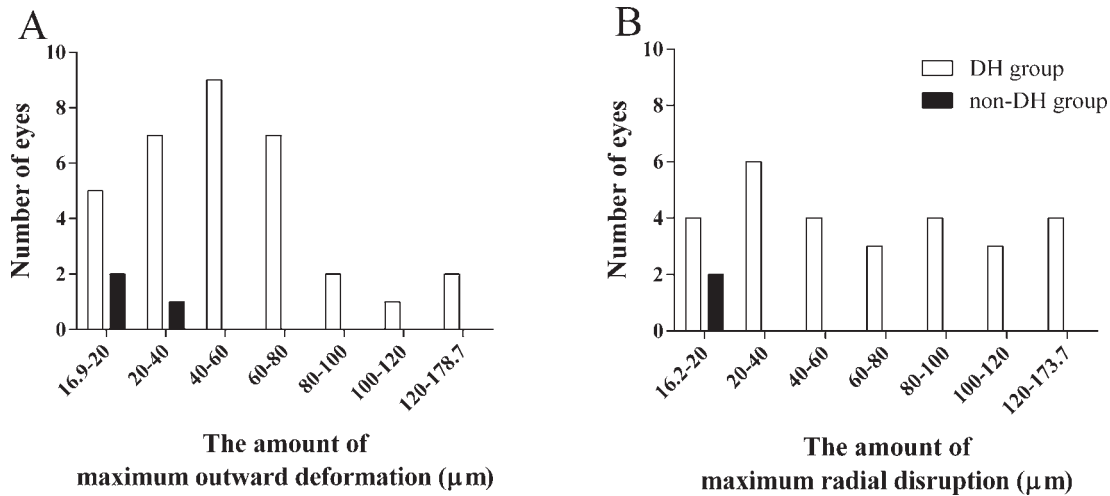 A
Number of eyes
10
8
6
4
2
0
16.9-20
20-40
40-60
60-80
80-100
100-120
120-178.7
The amount of
maximum outward deformation (μm)
B
DH group
non-DH group
Number of eyes
10
8
6
4
2
0
16.2-20
20-40
40-60
60-80
80-100
100-120
120-173.7
The amount of
maximum radial disruption (μm)